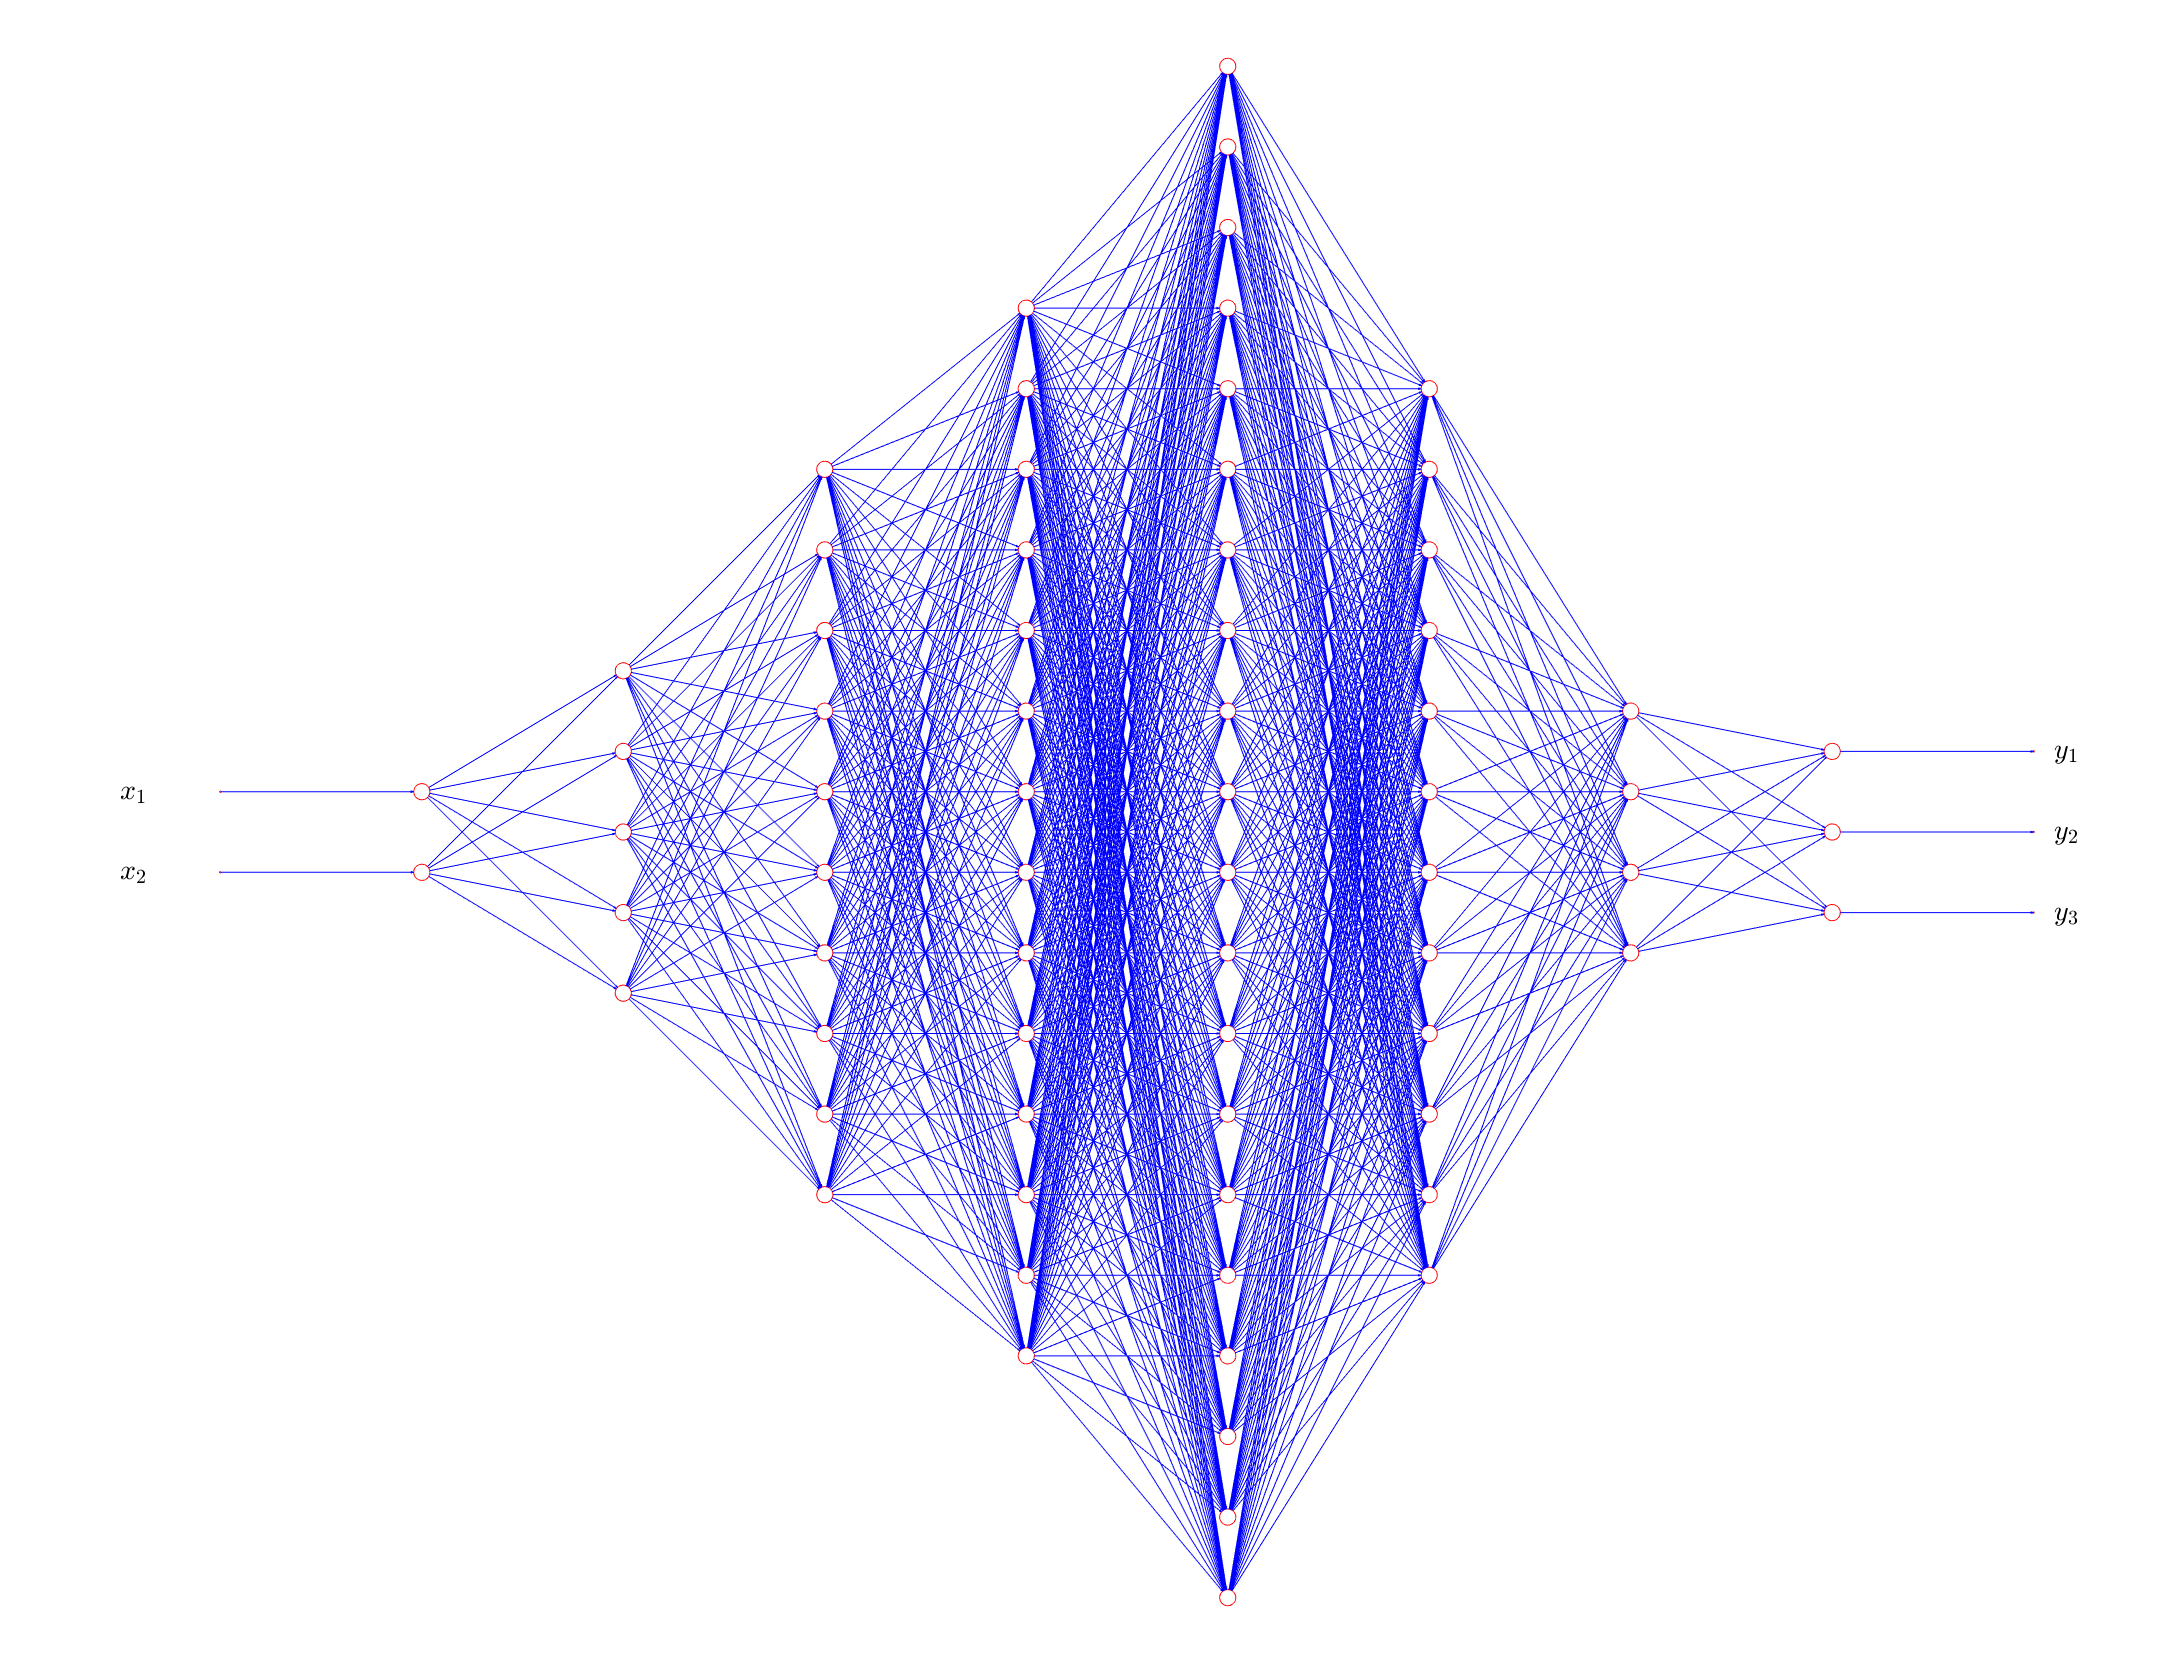 y₁
x₁
y₂
x₂
y₃